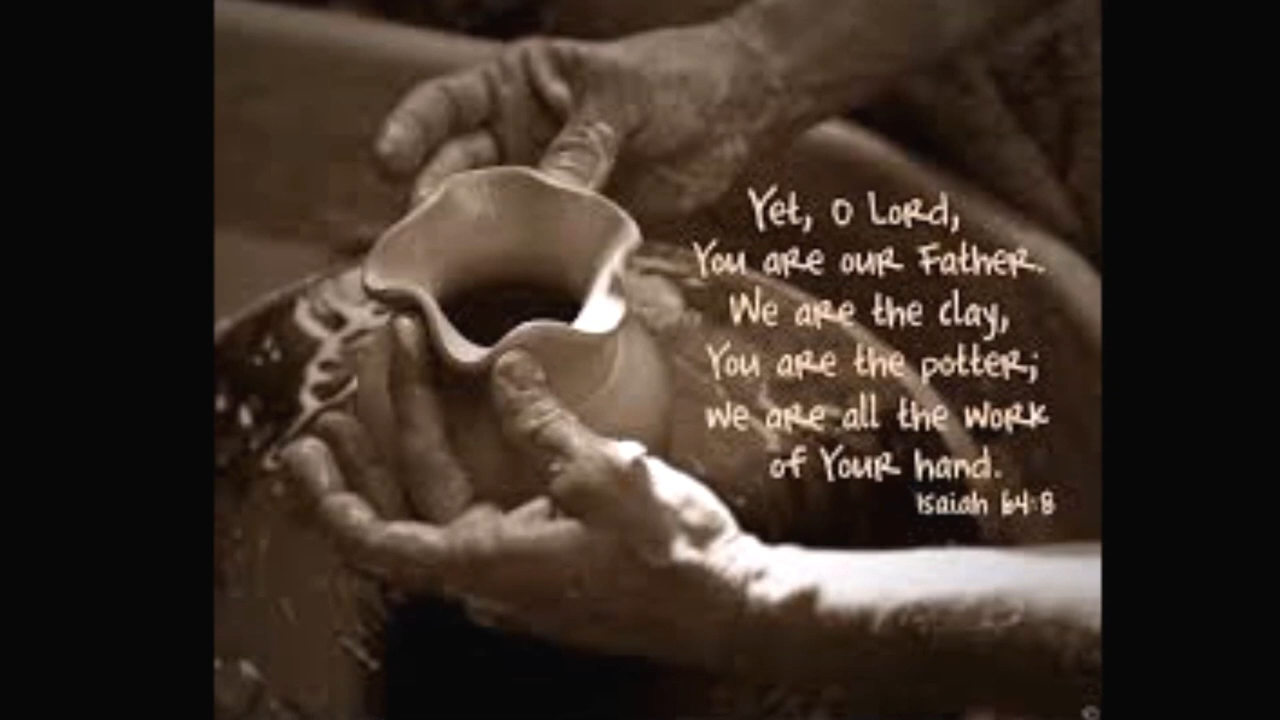 Yet, O Lord,
You are our Father.
We are the clay,
You are the potter;
we are all the work
of Your hand.
Isaiah 64:8